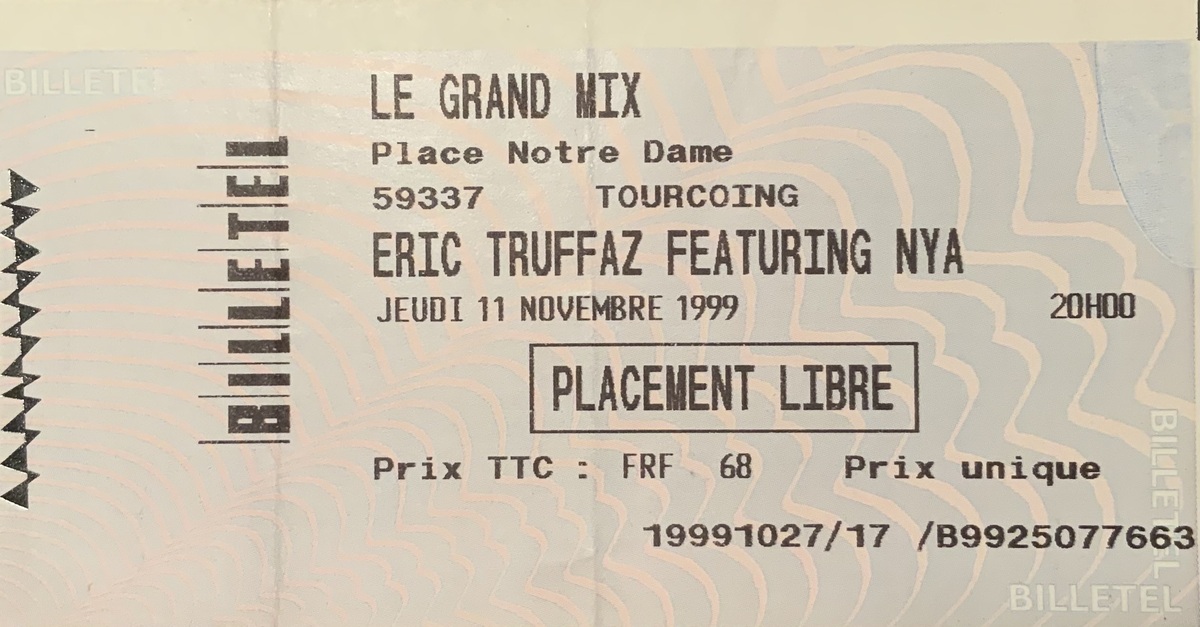 BILLETEL
LE GRAND MIX
Place Notre Dame
59337 TOURCOING
ERIC TRUFFAZ FEATURING NYA
JEUDI 11 NOVEMBRE 1999 20H00
PLACEMENT LIBRE
Prix TTC : FRF 68 Prix unique
19991027/17 /B9925077663
BILLETEL
BILLETEL
BILLETEL